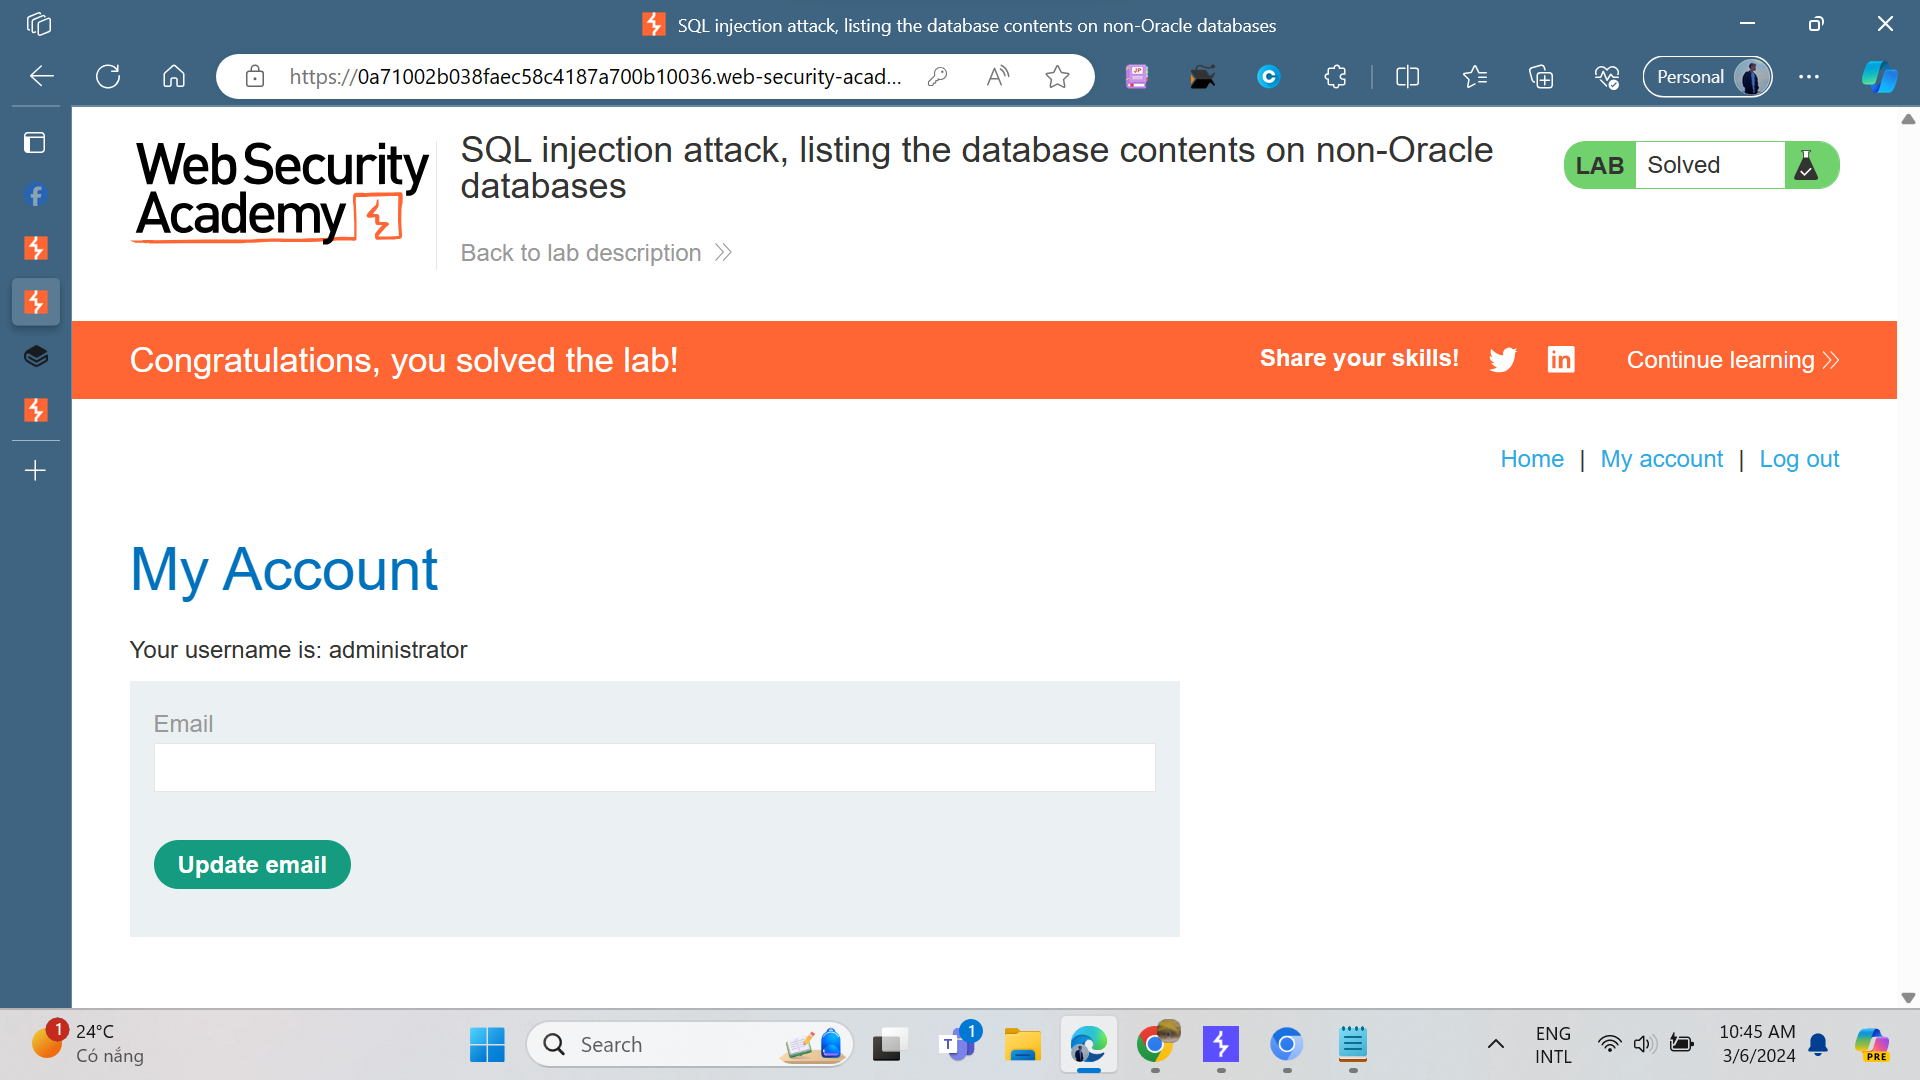 SQL injection attack, listing the database contents on non-Oracle databases
https://0a71002b038faec58c4187a700b10036.web-security-acad...
Personal
Web Security
Academy
SQL injection attack, listing the database contents on non-Oracle
databases
Back to lab description
LAB Solved
Congratulations, you solved the lab!
Share your skills!
Continue learning
Home | My account | Log out
My Account
Your username is: administrator
Email
Update email
1
24°C
Có nắng
Search
T
1
PRE
ENG
INTL
10:45 AM
3/6/2024